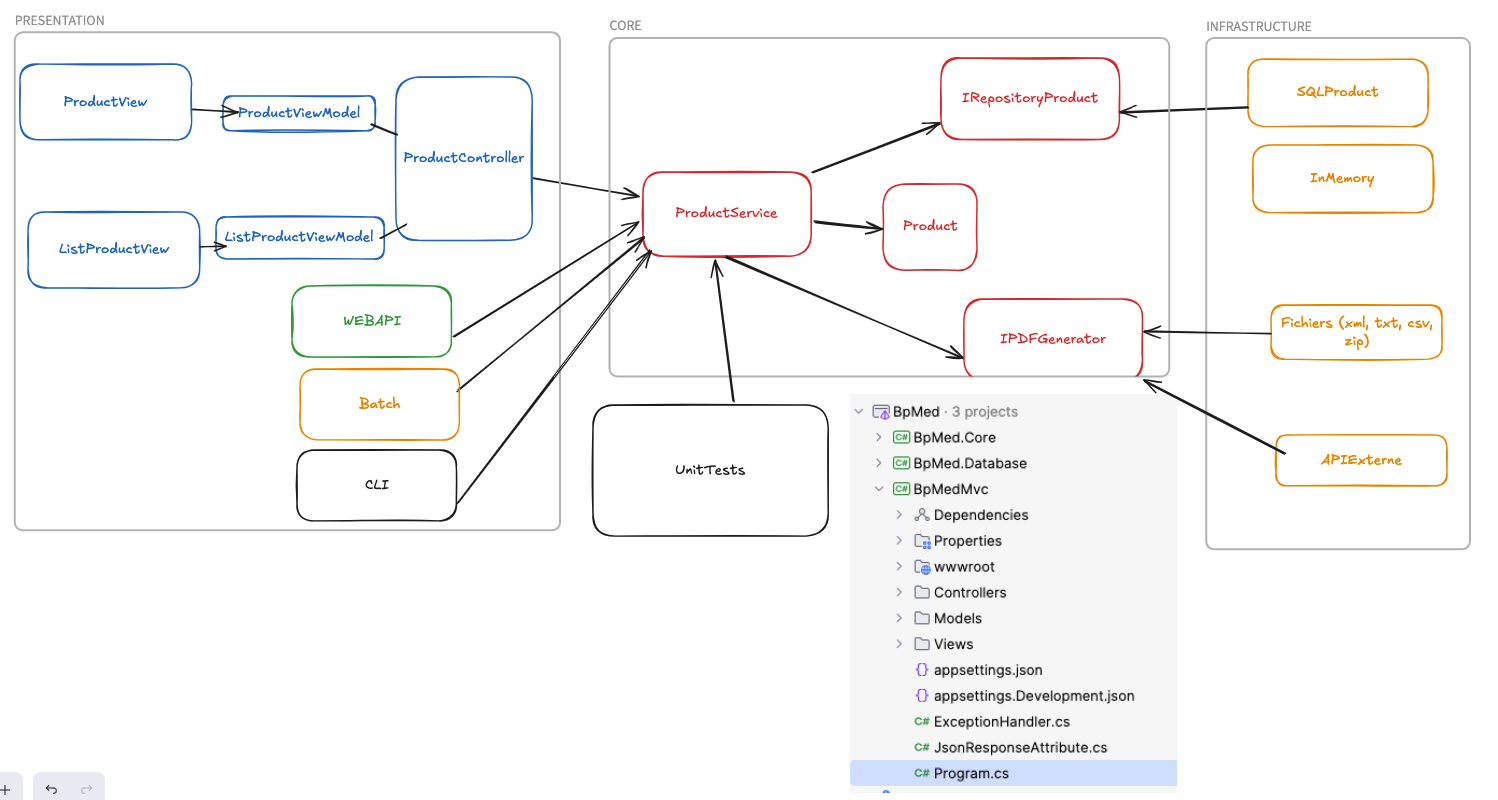 PRESENTATION
ProductView
ProductViewModel
ProductController
ListProductView
ListProductViewModel
WEBAPI
Batch
CLI
CORE
IRepositoryProduct
ProductService
Product
IPDFGenerator
UnitTests
INFRASTRUCTURE
SQLProduct
InMemory
Fichiers (xml, txt, csv,
zip)
APIExterne
BpMed · 3 projects
C# BpMed.Core
C# BpMed.Database
C# BpMedMvc
Dependencies
Properties
wwwroot
Controllers
Models
Views
{} appsettings.json
{} appsettings.Development.json
C# ExceptionHandler.cs
C# JsonResponseAttribute.cs
C# Program.cs